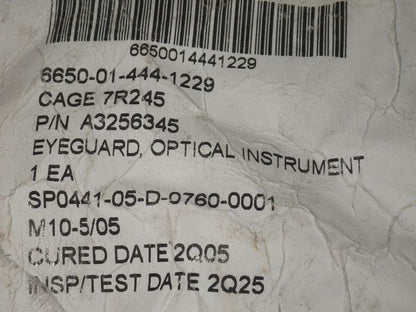 6650014441229
6650-01-444-1229
CAGE 7R245
P/N A3256345
EYEGUARD, OPTICAL INSTRUMENT
1 EA
SP0441-05-D-0760-0001
M10-5/05
CURED DATE 2Q05
INSP/TEST DATE 2Q25